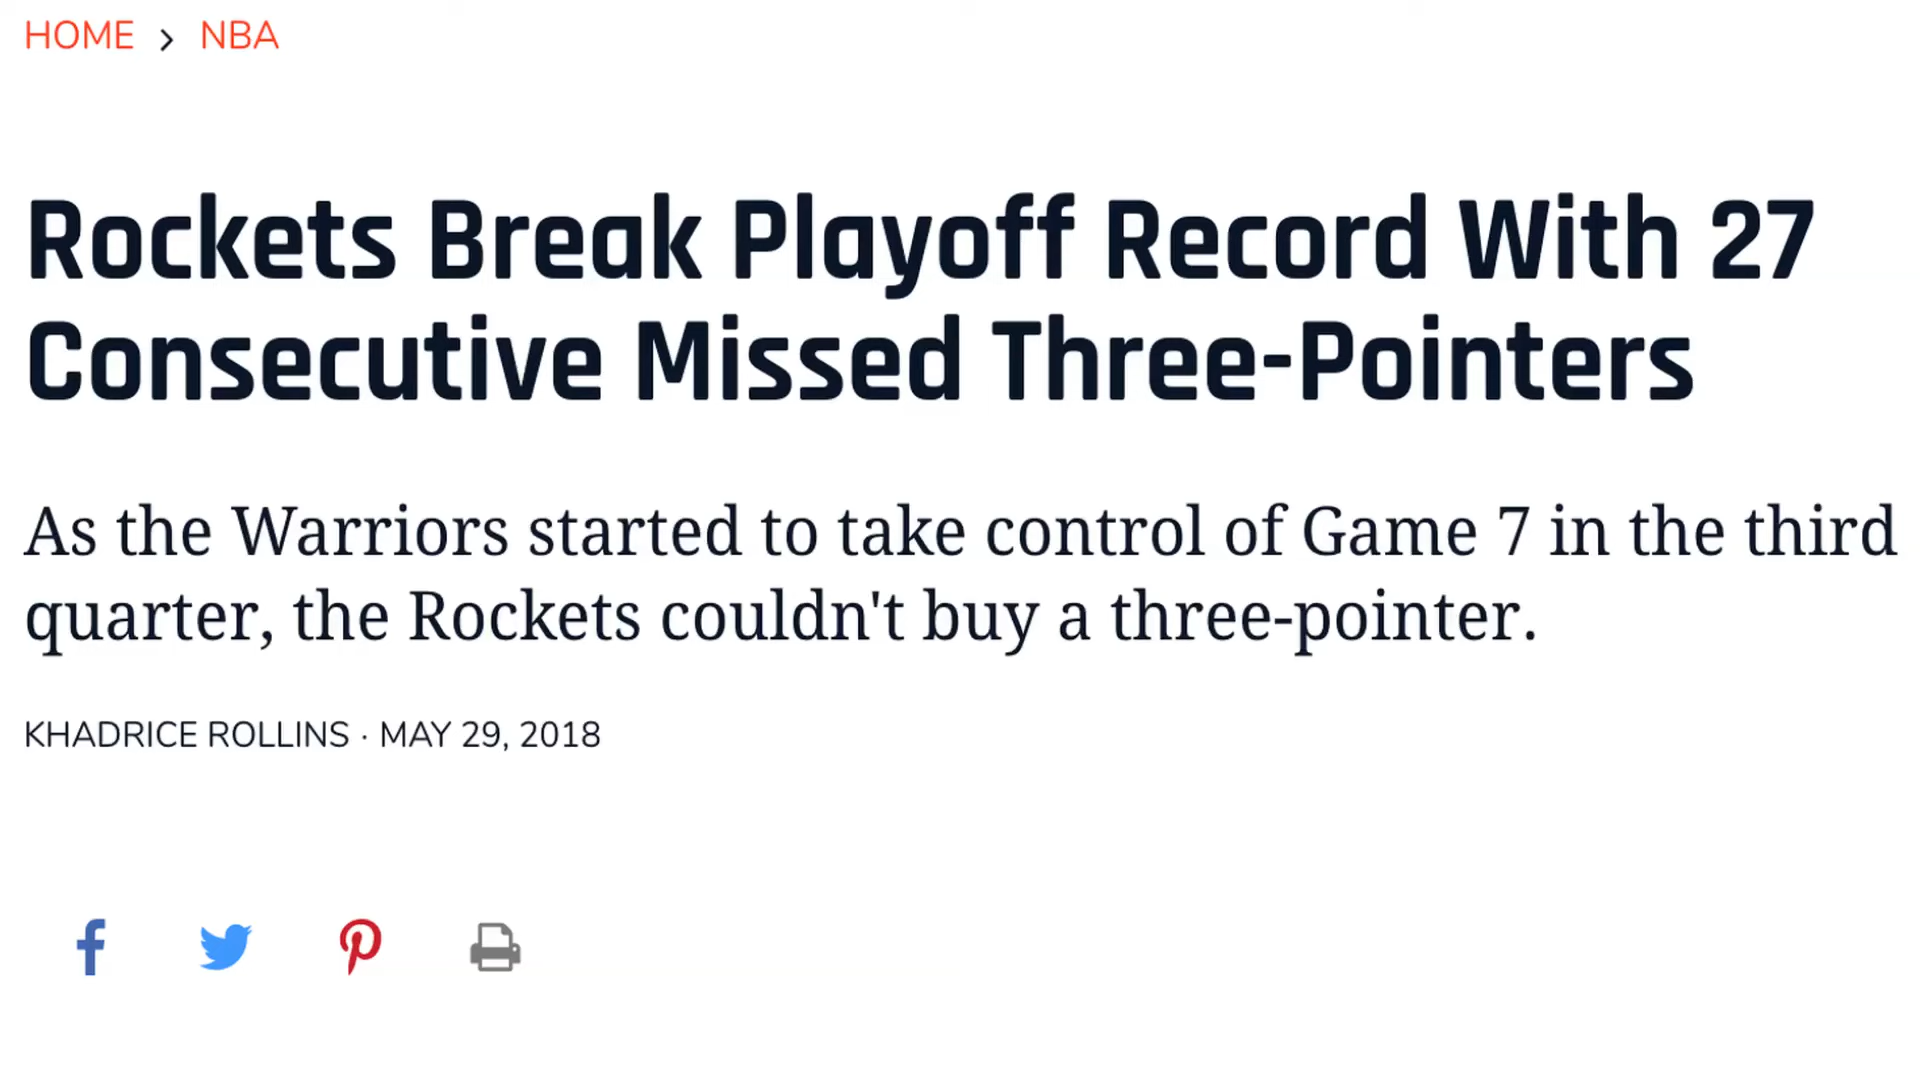 HOME > NBA
Rockets Break Playoff Record With 27
Consecutive Missed Three-Pointers
As the Warriors started to take control of Game 7 in the third
quarter, the Rockets couldn't buy a three-pointer.
KHADRICE ROLLINS · MAY 29, 2018